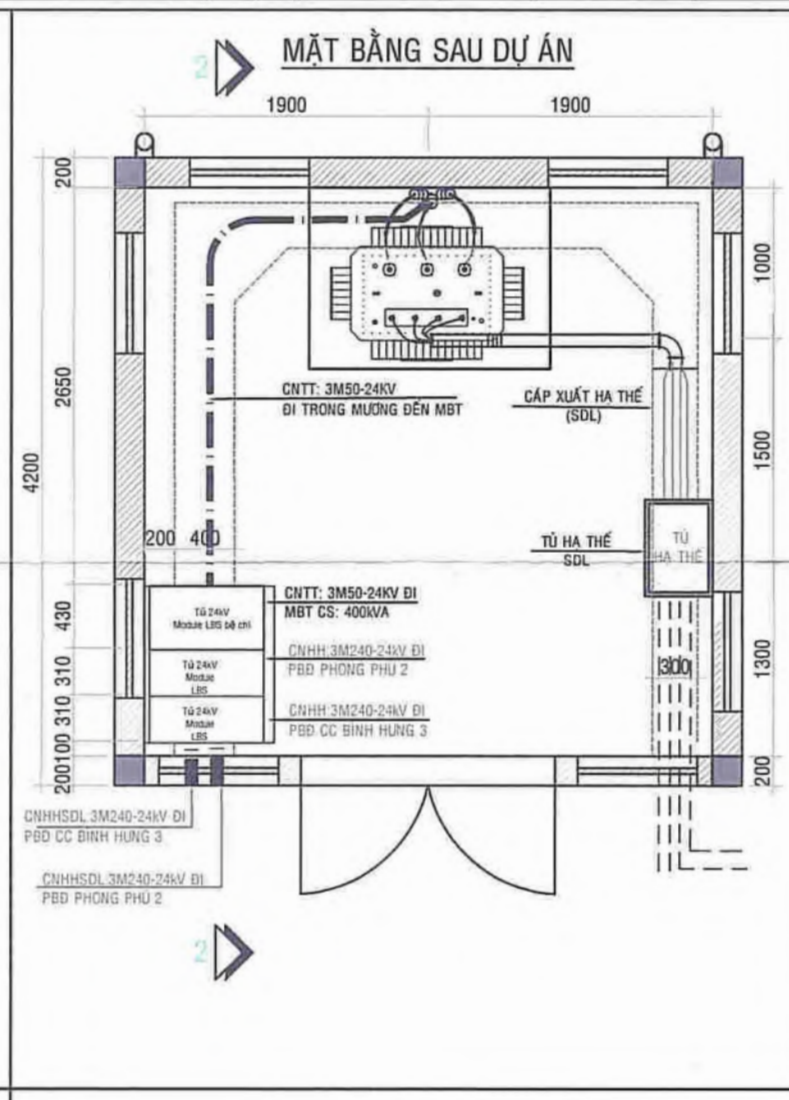 2
MẶT BẰNG SAU DỰ ÁN
1900
1900
200
1000
2650
CNTT: 3M50-24KV
ĐI TRONG MƯƠNG ĐẾN MBT
CÁP XUẤT HẠ THẾ
(SDL)
1500
4200
200
400
TỦ HẠ THẾ
SDL
TỦ
HẠ THẾ
CNTT: 3M50-24KV ĐI
MBT CS: 400kVA
Tủ 24kV
Module LBS bệ chì
430
CNHH:3M240-24kV ĐI
PBĐ PHONG PHÚ 2
Tủ 24kV
Module
LBS
310
1300
300
CNHH:3M240-24kV ĐI
PBĐ CC BÌNH HƯNG 3
Tủ 24kV
Module
LBS
310
100
200
200
CNHHSDL:3M240-24kV ĐI
PBĐ CC BÌNH HƯNG 3
CNHHSDL:3M240-24kV ĐI
PBĐ PHONG PHÚ 2
2